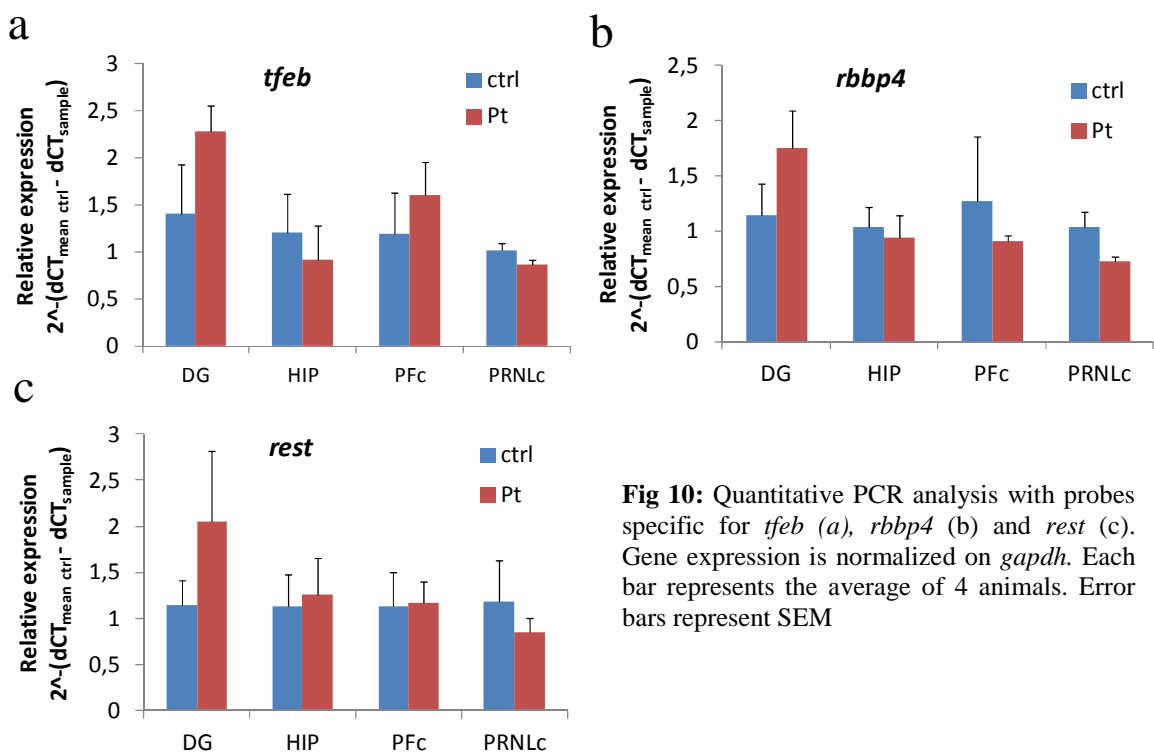 a
tfeb
ctrl
Pt
Relative expression
2^-(dCTmean ctrl - dCTsample)
3
2,5
2
1,5
1
0,5
0
DG HIP PFc PRNLc
b
rbbp4
ctrl
Pt
Relative expression
2^-(dCTmean ctrl - dCTsample)
2,5
2
1,5
1
0,5
0
DG HIP PFc PRNLc
c
rest
ctrl
Pt
Relative expression
2^-(dCTmean ctrl - dCTsample)
3
2,5
2
1,5
1
0,5
0
DG HIP PFc PRNLc
Fig 10: Quantitative PCR analysis with probes
specific for tfeb (a), rbbp4 (b) and rest (c).
Gene expression is normalized on gapdh. Each
bar represents the average of 4 animals. Error
bars represent SEM